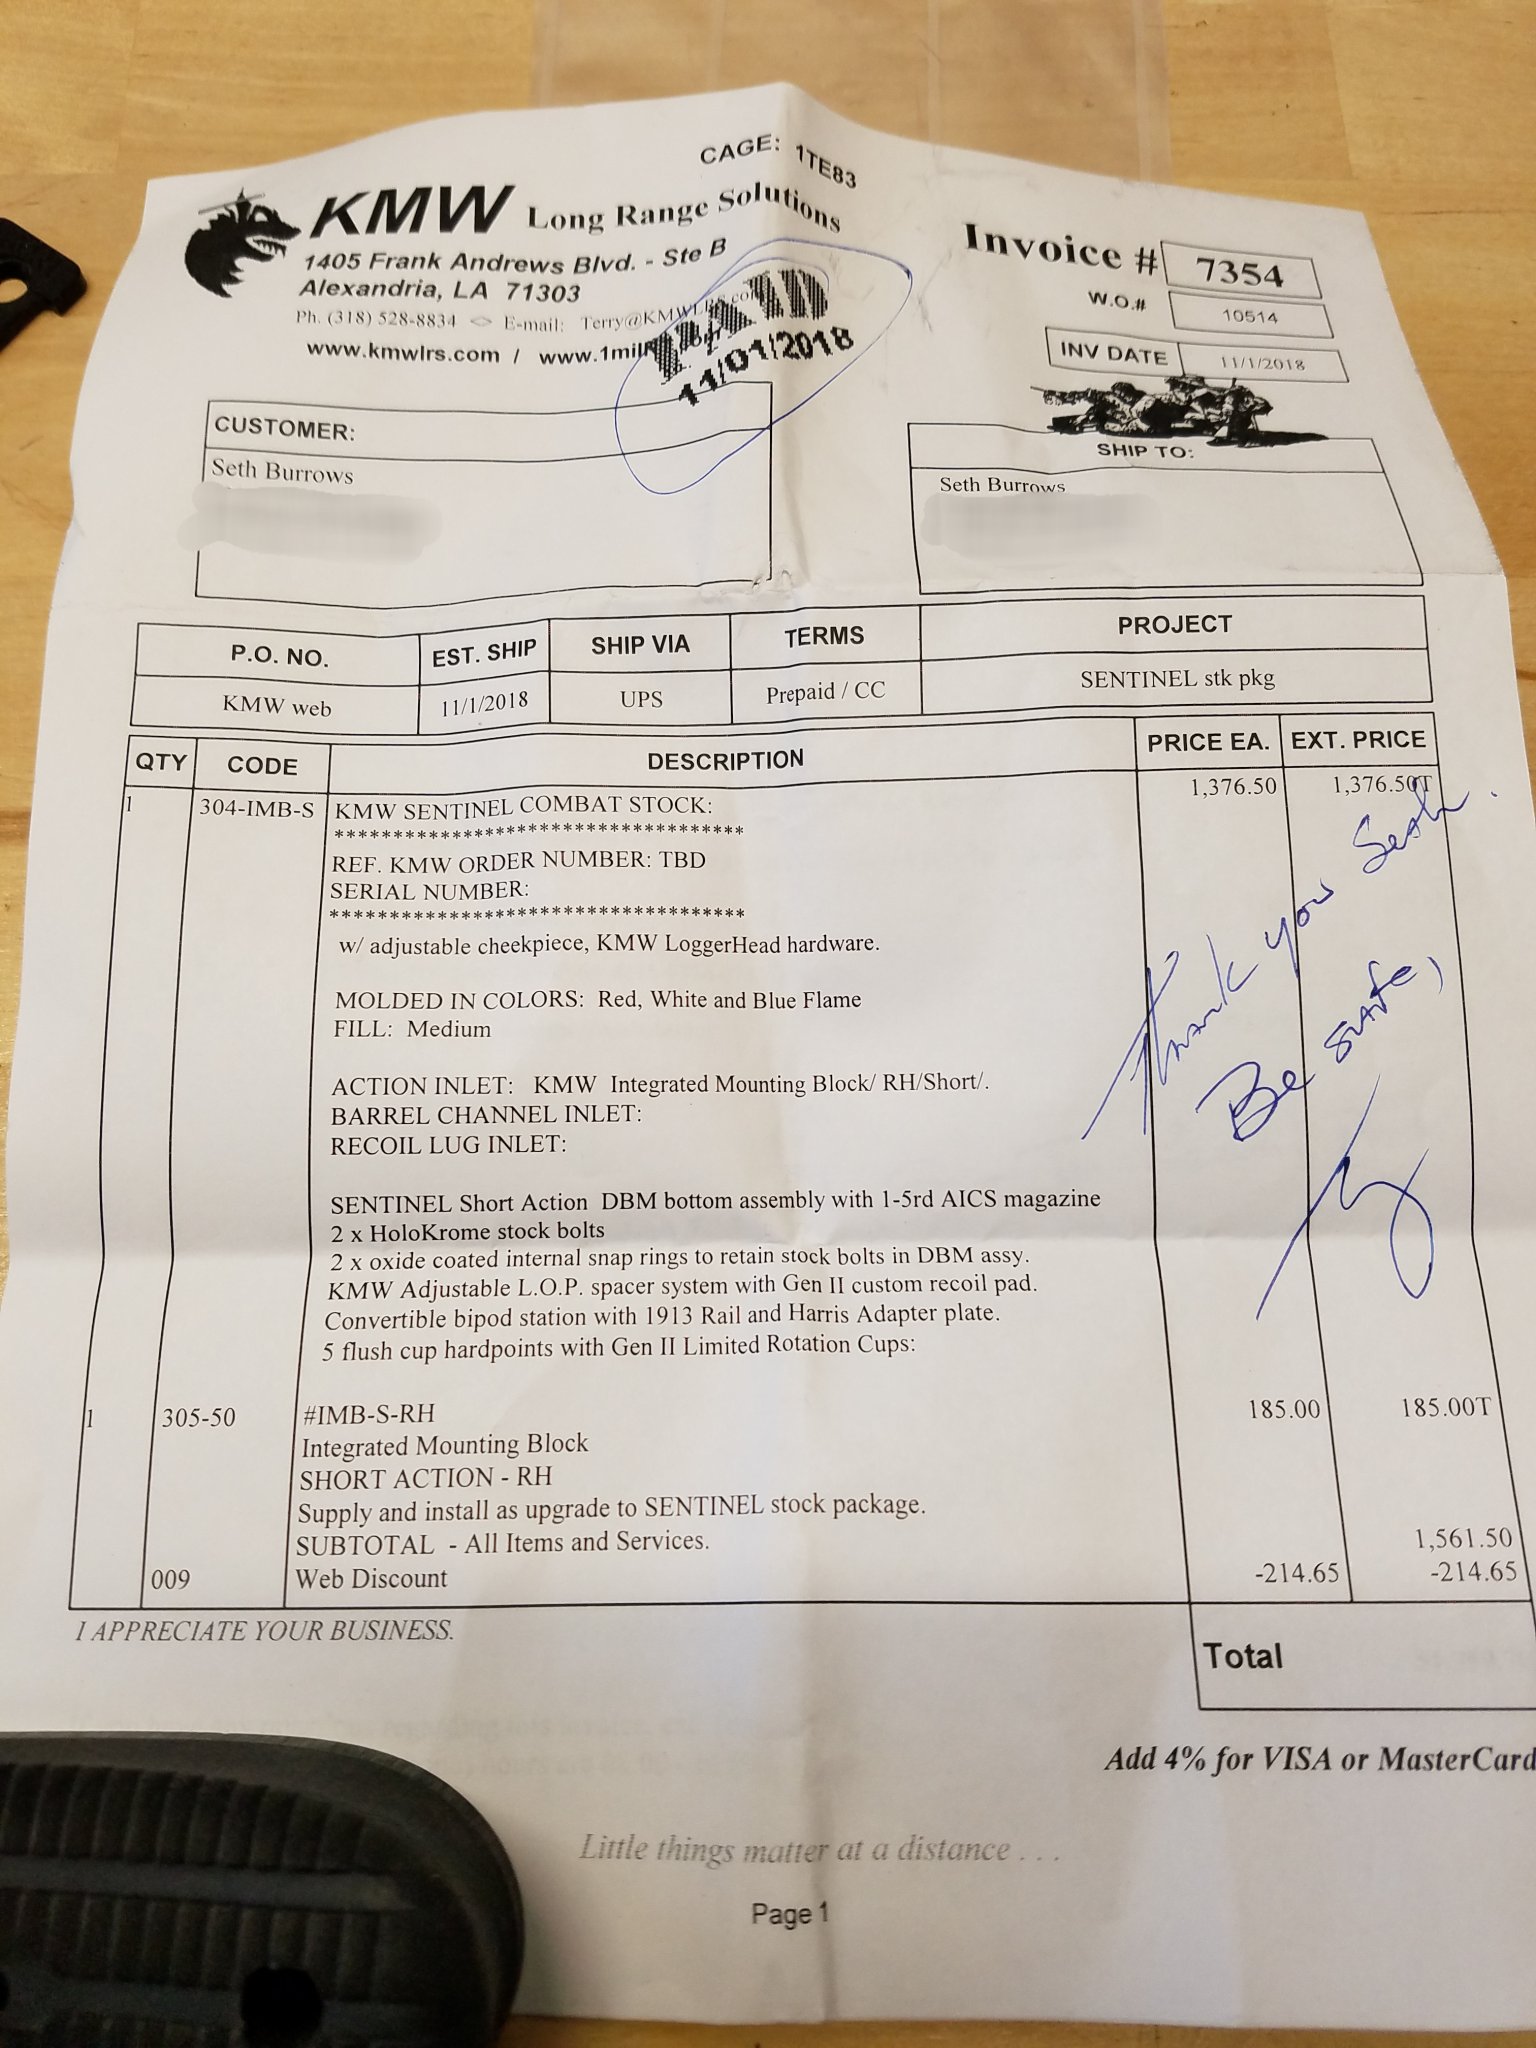 CAGE: 1TE83
KMW Long Range Solutions
1405 Frank Andrews Blvd. - Ste B
Alexandria, LA 71303
Ph. (318) 528-8834 <> E-mail: Terry@KMWLRS.com
www.kmwlrs.com / www.1mil
PAID
11/01/2018
Invoice # 7354
W.O.# 10514
INV DATE 11/1/2018
CUSTOMER:
Seth Burrows
SHIP TO:
Seth Burrows
P.O. NO. EST. SHIP SHIP VIA TERMS PROJECT
KMW web 11/1/2018 UPS Prepaid / CC SENTINEL stk pkg
QTY CODE DESCRIPTION PRICE EA. EXT. PRICE
1 304-IMB-S KMW SENTINEL COMBAT STOCK: 1,376.50 1,376.50T
***********************************
REF. KMW ORDER NUMBER: TBD
SERIAL NUMBER:
***********************************
w/ adjustable cheekpiece, KMW LoggerHead hardware.
MOLDED IN COLORS: Red, White and Blue Flame
FILL: Medium
ACTION INLET: KMW Integrated Mounting Block/ RH/Short/.
BARREL CHANNEL INLET:
RECOIL LUG INLET:
SENTINEL Short Action DBM bottom assembly with 1-5rd AICS magazine
2 x HoloKrome stock bolts
2 x oxide coated internal snap rings to retain stock bolts in DBM assy.
KMW Adjustable L.O.P. spacer system with Gen II custom recoil pad.
Convertible bipod station with 1913 Rail and Harris Adapter plate.
5 flush cup hardpoints with Gen II Limited Rotation Cups:
Thank you Seth.
Be safe,
1 305-50 #IMB-S-RH 185.00 185.00T
Integrated Mounting Block
SHORT ACTION - RH
Supply and install as upgrade to SENTINEL stock package.
SUBTOTAL - All Items and Services. 1,561.50
009 Web Discount -214.65 -214.65
I APPRECIATE YOUR BUSINESS.
Total
Add 4% for VISA or MasterCard
Little things matter at a distance . . .
Page 1